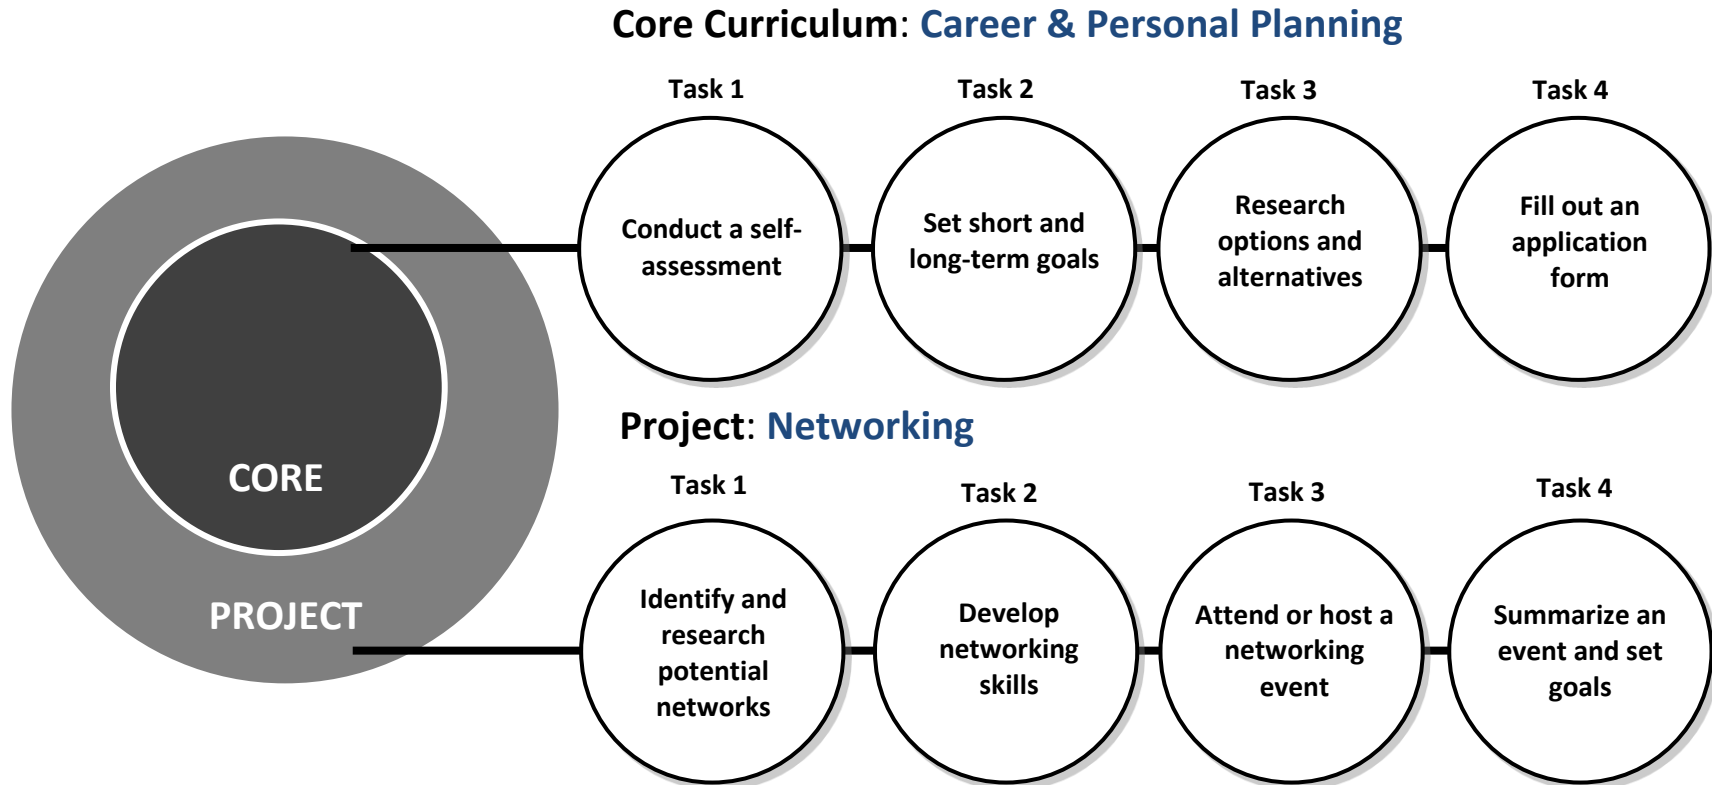 Core Curriculum: Career & Personal Planning
Task 1
Task 2
Task 3
Task 4
Conduct a self-
assessment
Set short and
long-term goals
Research
options and
alternatives
Fill out an
application
form
CORE
PROJECT
Project: Networking
Task 1
Task 2
Task 3
Task 4
Identify and
research
potential
networks
Develop
networking
skills
Attend or host a
networking
event
Summarize an
event and set
goals